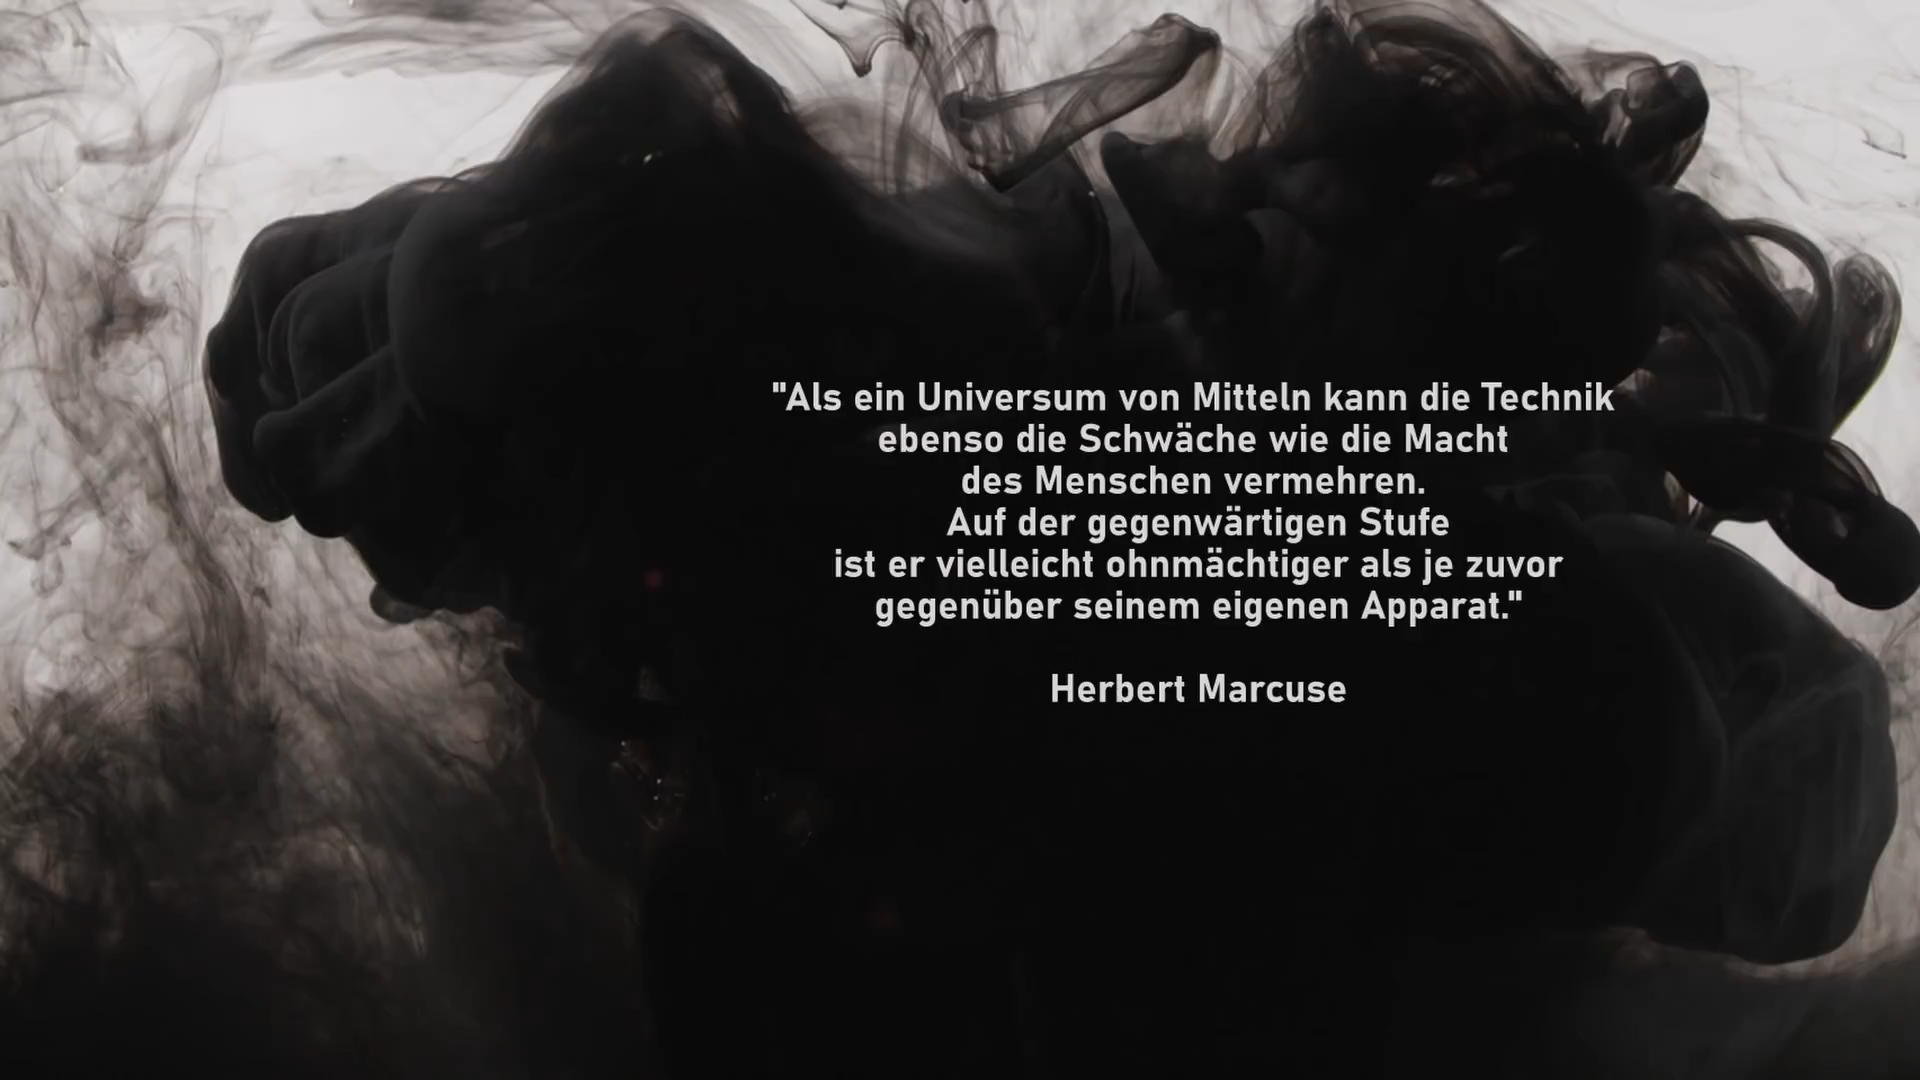 "Als ein Universum von Mitteln kann die Technik
ebenso die Schwäche wie die Macht
des Menschen vermehren.
Auf der gegenwärtigen Stufe
ist er vielleicht ohnmächtiger als je zuvor
gegenüber seinem eigenen Apparat."
Herbert Marcuse